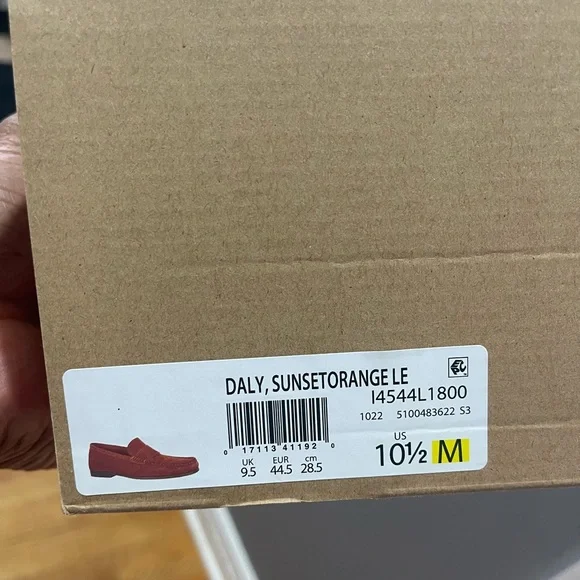 DALY, SUNSETORANGE LE
I4544L1800
1022 5100483622 S3
0 17113 41192 0
UK EUR cm
9.5 44.5 28.5
US
10½ M